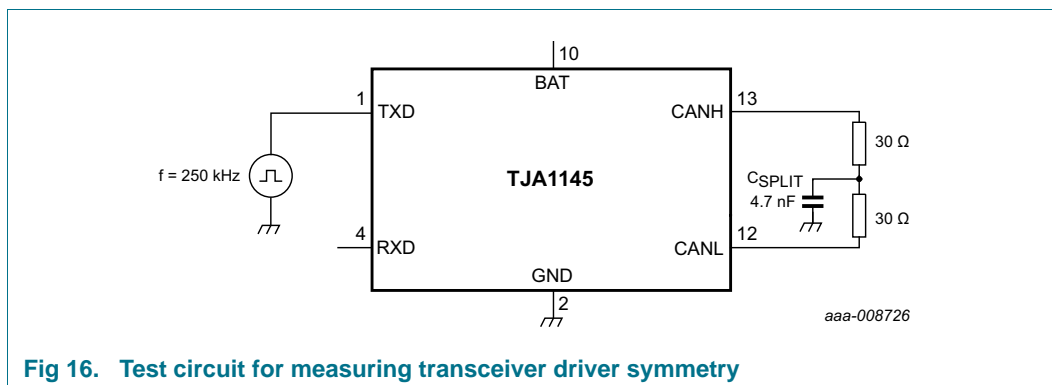 10
BAT
1
TXD
CANH
13
30 Ω
f = 250 kHz
TJA1145
CSPLIT
4.7 nF
30 Ω
4
RXD
CANL
12
GND
2
aaa-008726
Fig 16. Test circuit for measuring transceiver driver symmetry